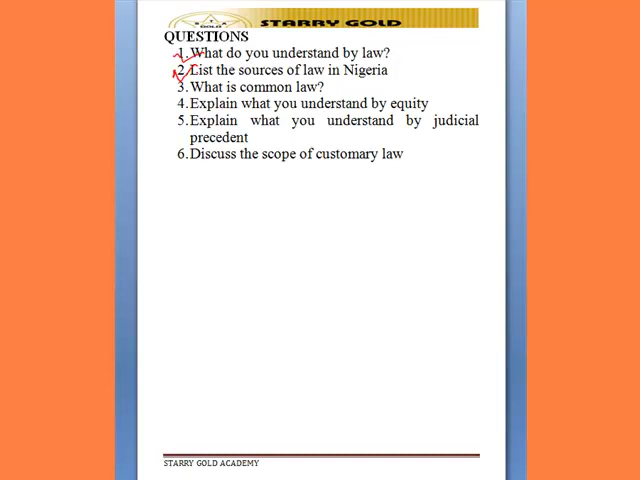 STARRY GOLD
QUESTIONS
1. What do you understand by law?
2. List the sources of law in Nigeria
3. What is common law?
4. Explain what you understand by equity
5. Explain what you understand by judicial
precedent
6. Discuss the scope of customary law
STARRY GOLD ACADEMY